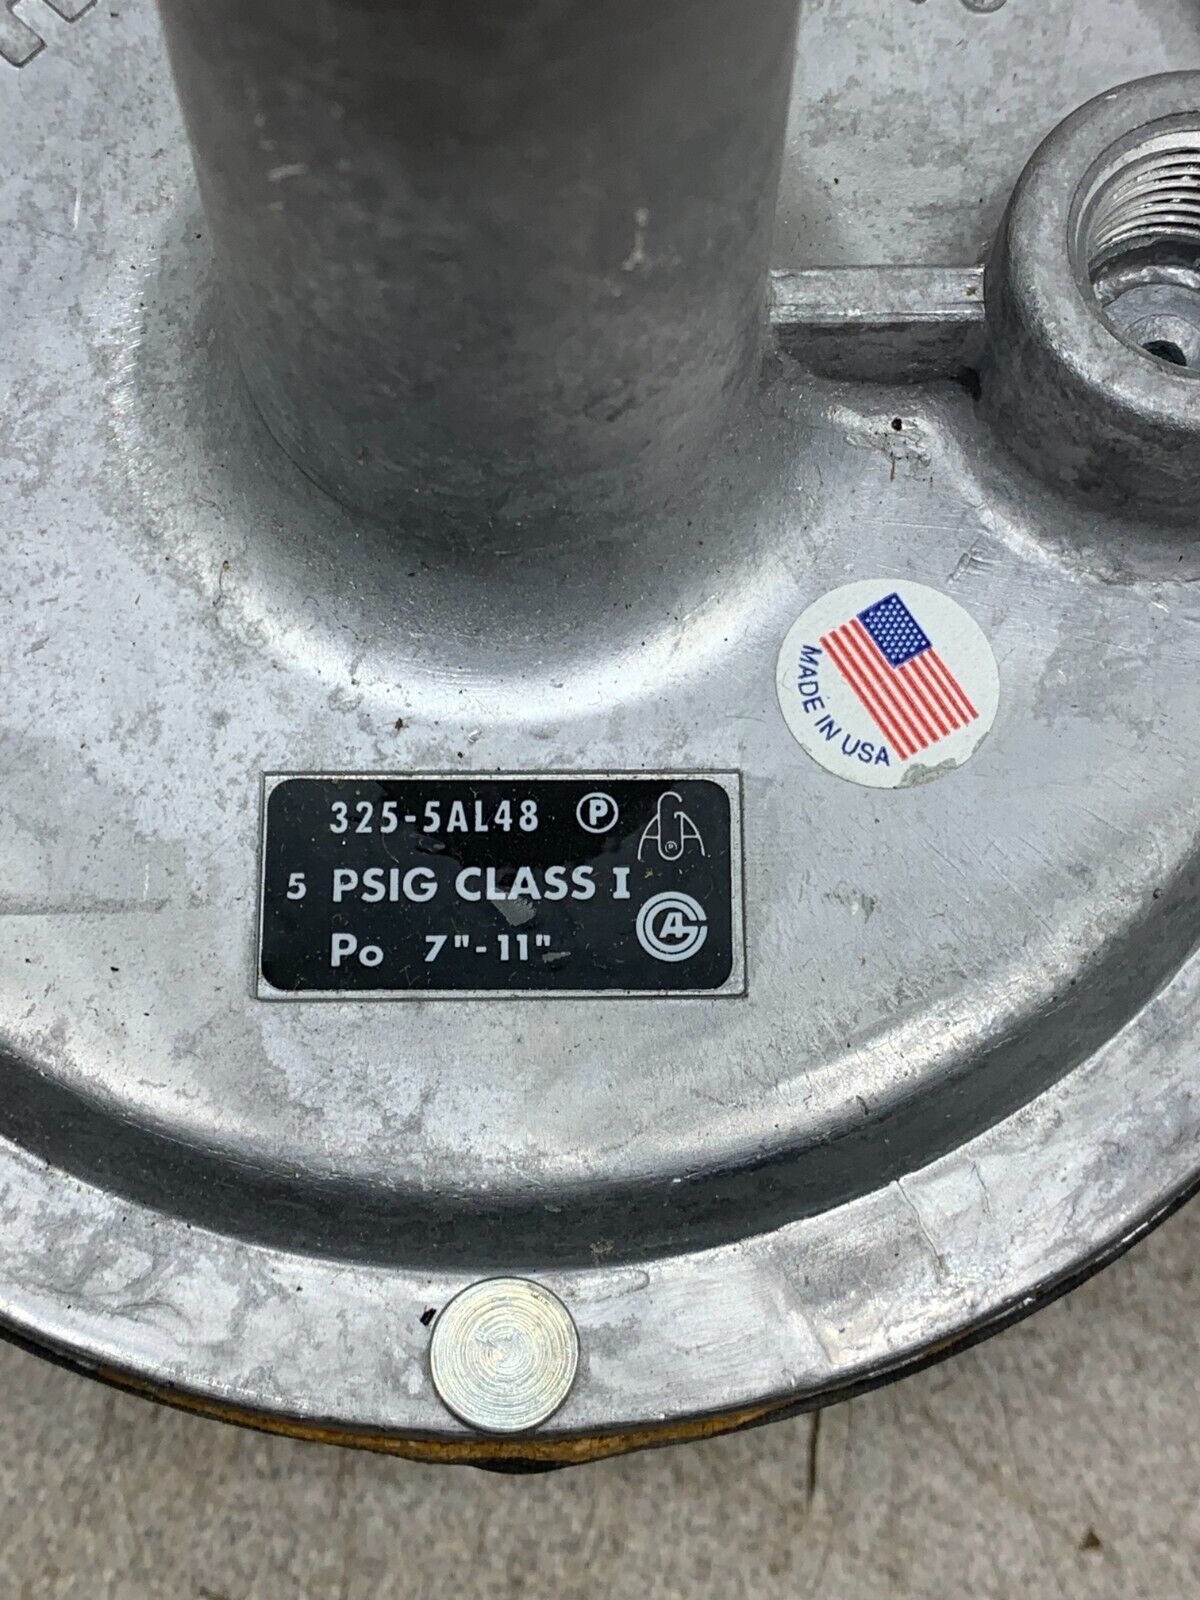 MADE IN USA
325-5AL48 Ⓟ
5 PSIG CLASS I
Po 7"-11"